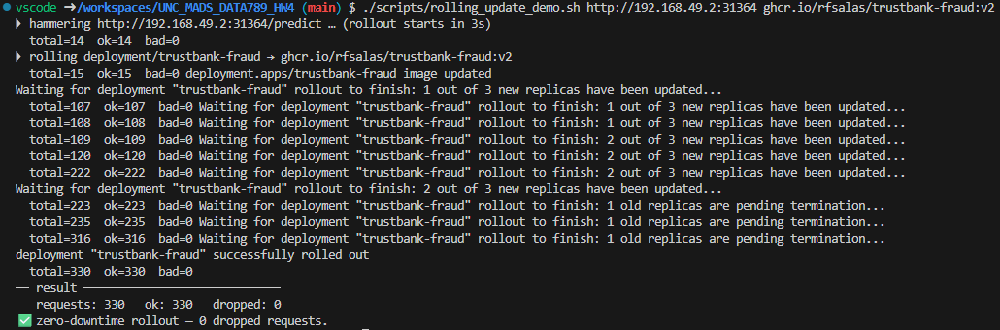 vscode → /workspaces/UNC_MADS_DATA789_HW4 (main) $ ./scripts/rolling_update_demo.sh http://192.168.49.2:31364 ghcr.io/rfsalas/trustbank-fraud:v2
▸ hammering http://192.168.49.2:31364/predict … (rollout starts in 3s)
total=14 ok=14 bad=0
▸ rolling deployment/trustbank-fraud → ghcr.io/rfsalas/trustbank-fraud:v2
total=15 ok=15 bad=0 deployment.apps/trustbank-fraud image updated
Waiting for deployment "trustbank-fraud" rollout to finish: 1 out of 3 new replicas have been updated...
total=107 ok=107 bad=0 Waiting for deployment "trustbank-fraud" rollout to finish: 1 out of 3 new replicas have been updated...
total=108 ok=108 bad=0 Waiting for deployment "trustbank-fraud" rollout to finish: 1 out of 3 new replicas have been updated...
total=109 ok=109 bad=0 Waiting for deployment "trustbank-fraud" rollout to finish: 2 out of 3 new replicas have been updated...
total=120 ok=120 bad=0 Waiting for deployment "trustbank-fraud" rollout to finish: 2 out of 3 new replicas have been updated...
total=222 ok=222 bad=0 Waiting for deployment "trustbank-fraud" rollout to finish: 2 out of 3 new replicas have been updated...
Waiting for deployment "trustbank-fraud" rollout to finish: 2 out of 3 new replicas have been updated...
total=223 ok=223 bad=0 Waiting for deployment "trustbank-fraud" rollout to finish: 1 old replicas are pending termination...
total=235 ok=235 bad=0 Waiting for deployment "trustbank-fraud" rollout to finish: 1 old replicas are pending termination...
total=316 ok=316 bad=0 Waiting for deployment "trustbank-fraud" rollout to finish: 1 old replicas are pending termination...
deployment "trustbank-fraud" successfully rolled out
total=330 ok=330 bad=0
── result ──────────────────────────
requests: 330 ok: 330 dropped: 0
✅ zero-downtime rollout — 0 dropped requests.